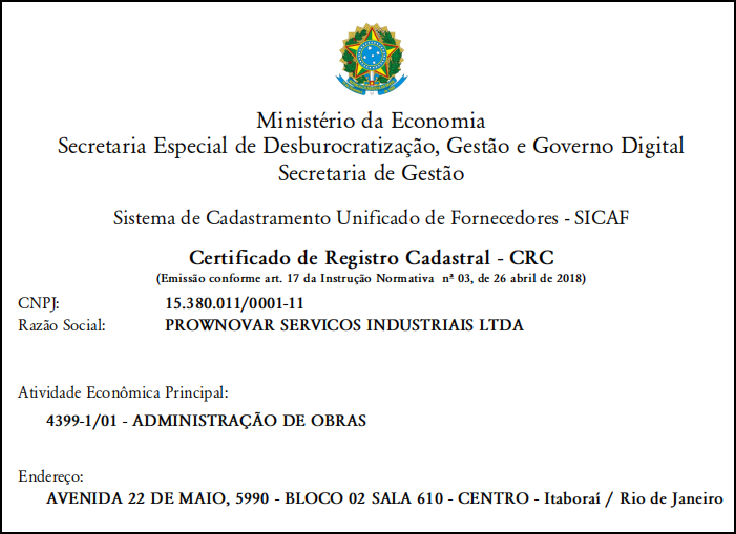 Ministério da Economia
Secretaria Especial de Desburocratização, Gestão e Governo Digital
Secretaria de Gestão
Sistema de Cadastramento Unificado de Fornecedores - SICAF
Certificado de Registro Cadastral - CRC
(Emissão conforme art. 17 da Instrução Normativa nº 03, de 26 abril de 2018)
CNPJ: 15.380.011/0001-11
Razão Social: PROWNOVAR SERVICOS INDUSTRIAIS LTDA
Atividade Econômica Principal:
4399-1/01 - ADMINISTRAÇÃO DE OBRAS
Endereço:
AVENIDA 22 DE MAIO, 5990 - BLOCO 02 SALA 610 - CENTRO - Itaboraí / Rio de Janeiro